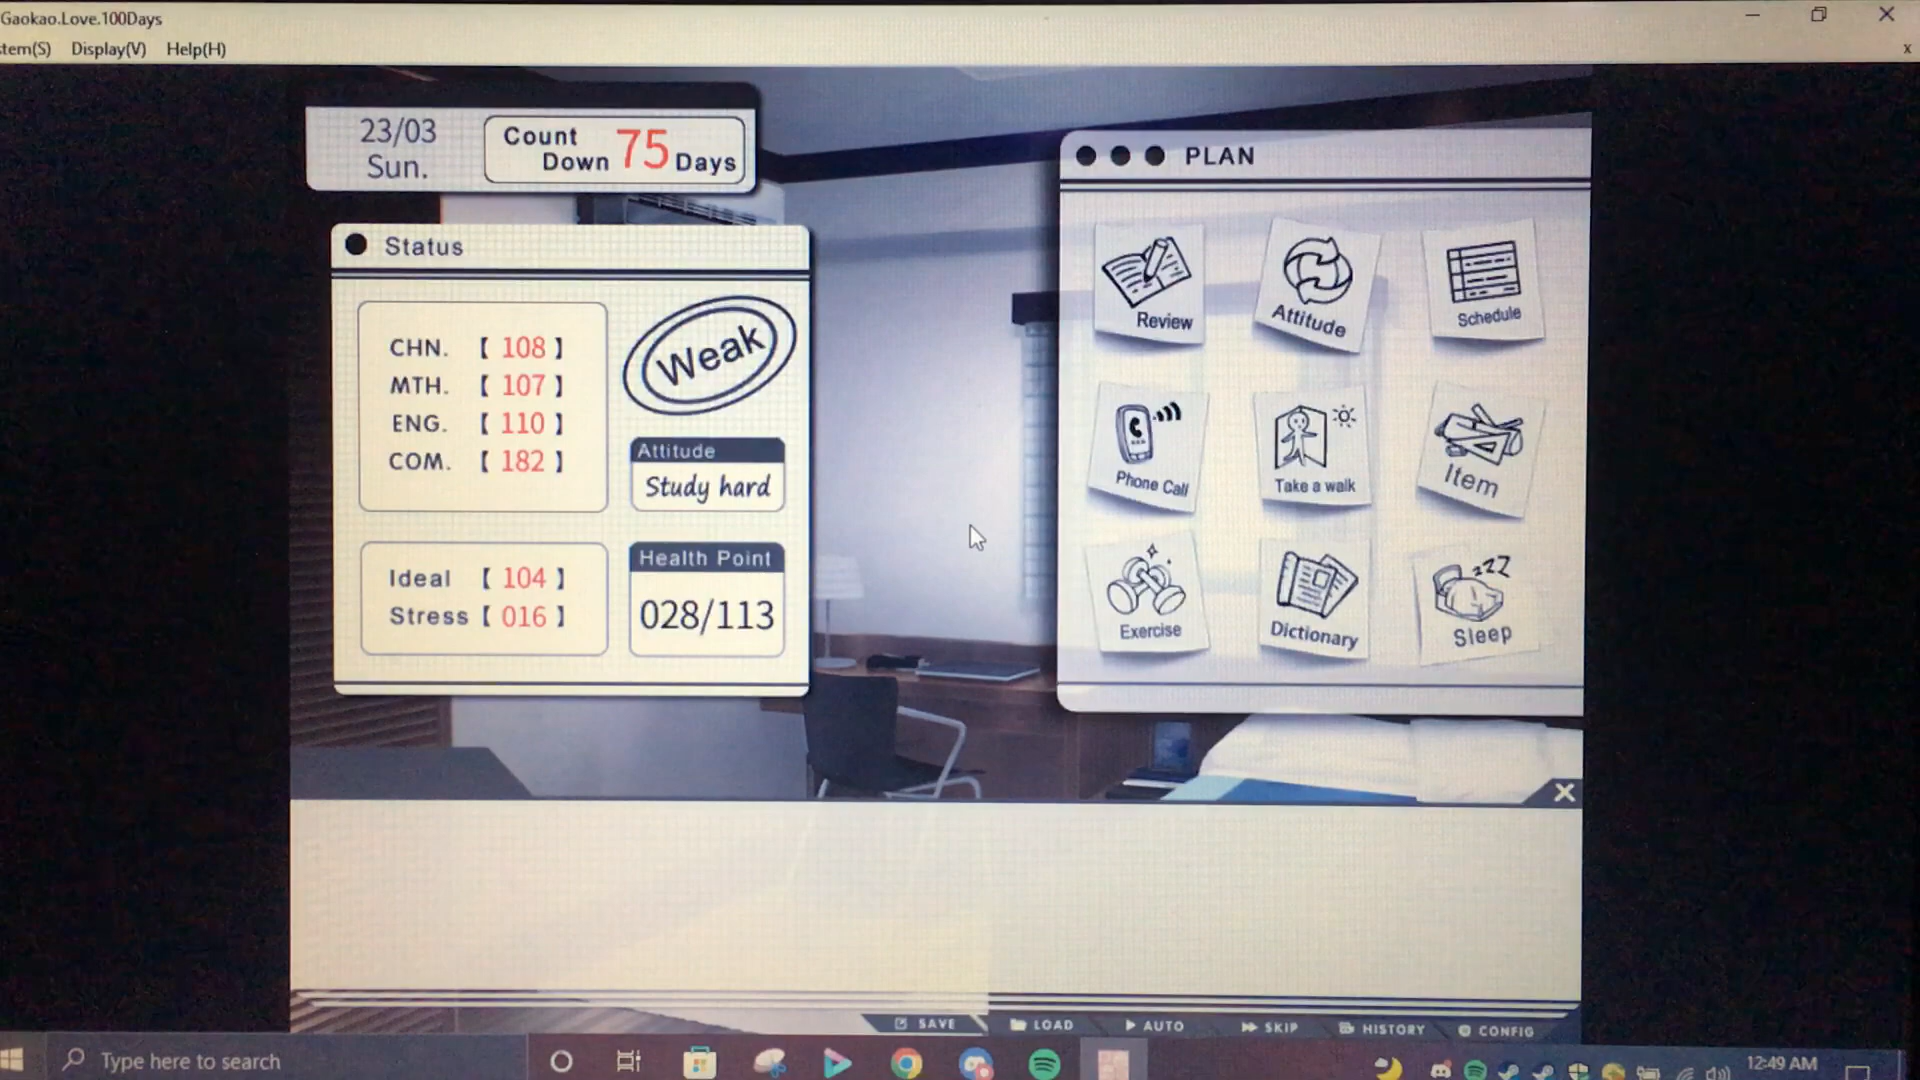 Gaokao.Love.100Days
tem(S) Display(V) Help(H)
23/03
Sun.
Count
Down 75 Days
PLAN
Status
CHN. 【 108 】
MTH. 【 107 】
ENG. 【 110 】
COM. 【 182 】
Weak
Attitude
Study hard
Ideal 【 104 】
Stress 【 016 】
Health Point
028/113
Review
Attitude
Schedule
Phone Call
Take a walk
Item
Exercise
Dictionary
zzZ
Sleep
SAVE LOAD AUTO SKIP HISTORY CONFIG
Type here to search
12:49 AM